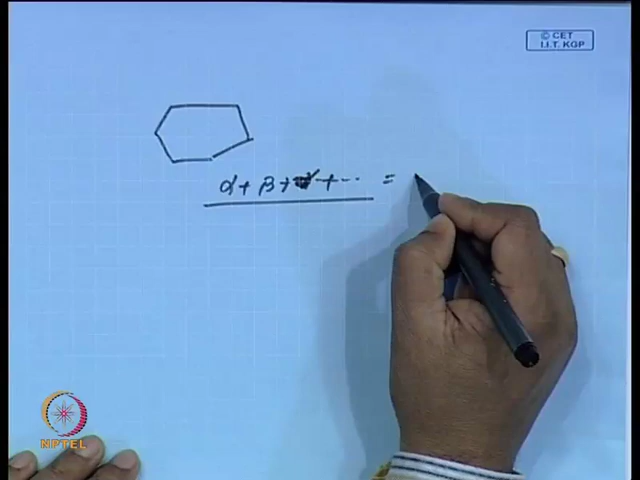 © CET
I.I.T. KGP
α + β + γ + ... =
NPTEL